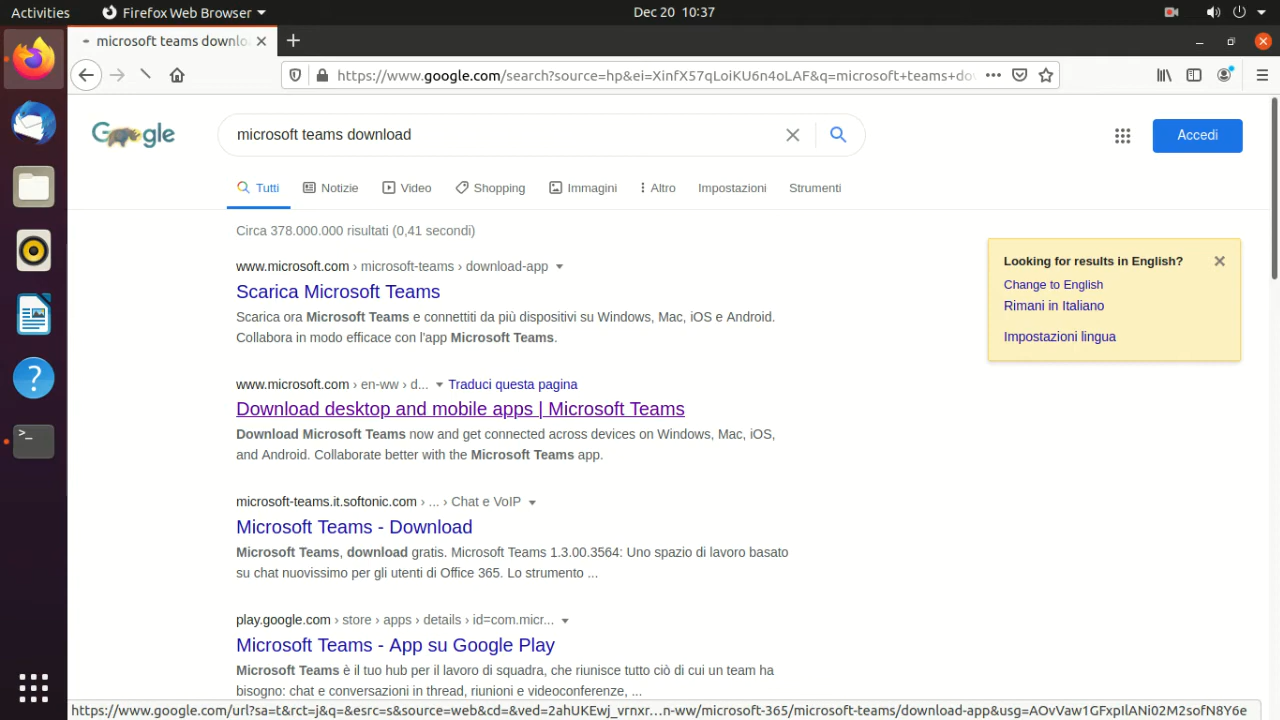 Activities
Firefox Web Browser
Dec 20 10:37
microsoft teams downlo
https://www.google.com/search?source=hp&ei=XinfX57qLoiKU6n4oLAF&q=microsoft+teams+do
Google
microsoft teams download
Accedi
Tutti
Notizie
Video
Shopping
Immagini
Altro
Impostazioni
Strumenti
Circa 378.000.000 risultati (0,41 secondi)
www.microsoft.com › microsoft-teams › download-app
Scarica Microsoft Teams
Scarica ora Microsoft Teams e connettiti da più dispositivi su Windows, Mac, iOS e Android.
Collabora in modo efficace con l'app Microsoft Teams.
www.microsoft.com › en-ww › d... Traduci questa pagina
Download desktop and mobile apps | Microsoft Teams
Download Microsoft Teams now and get connected across devices on Windows, Mac, iOS,
and Android. Collaborate better with the Microsoft Teams app.
microsoft-teams.it.softonic.com › ... › Chat e VoIP
Microsoft Teams - Download
Microsoft Teams, download gratis. Microsoft Teams 1.3.00.3564: Uno spazio di lavoro basato
su chat nuovissimo per gli utenti di Office 365. Lo strumento ...
play.google.com › store › apps › details › id=com.micr...
Microsoft Teams - App su Google Play
Microsoft Teams è il tuo hub per il lavoro di squadra, che riunisce tutto ciò di cui un team ha
bisogno: chat e conversazioni in thread, riunioni e videoconferenze, ...
Looking for results in English?
Change to English
Rimani in Italiano
Impostazioni lingua
https://www.google.com/url?sa=t&rct=j&q=&esrc=s&source=web&cd=&ved=2ahUKEwj_vrnxr…n-ww/microsoft-365/microsoft-teams/download-app&usg=AOvVaw1GFxpIlANi02M2sofN8Y6e